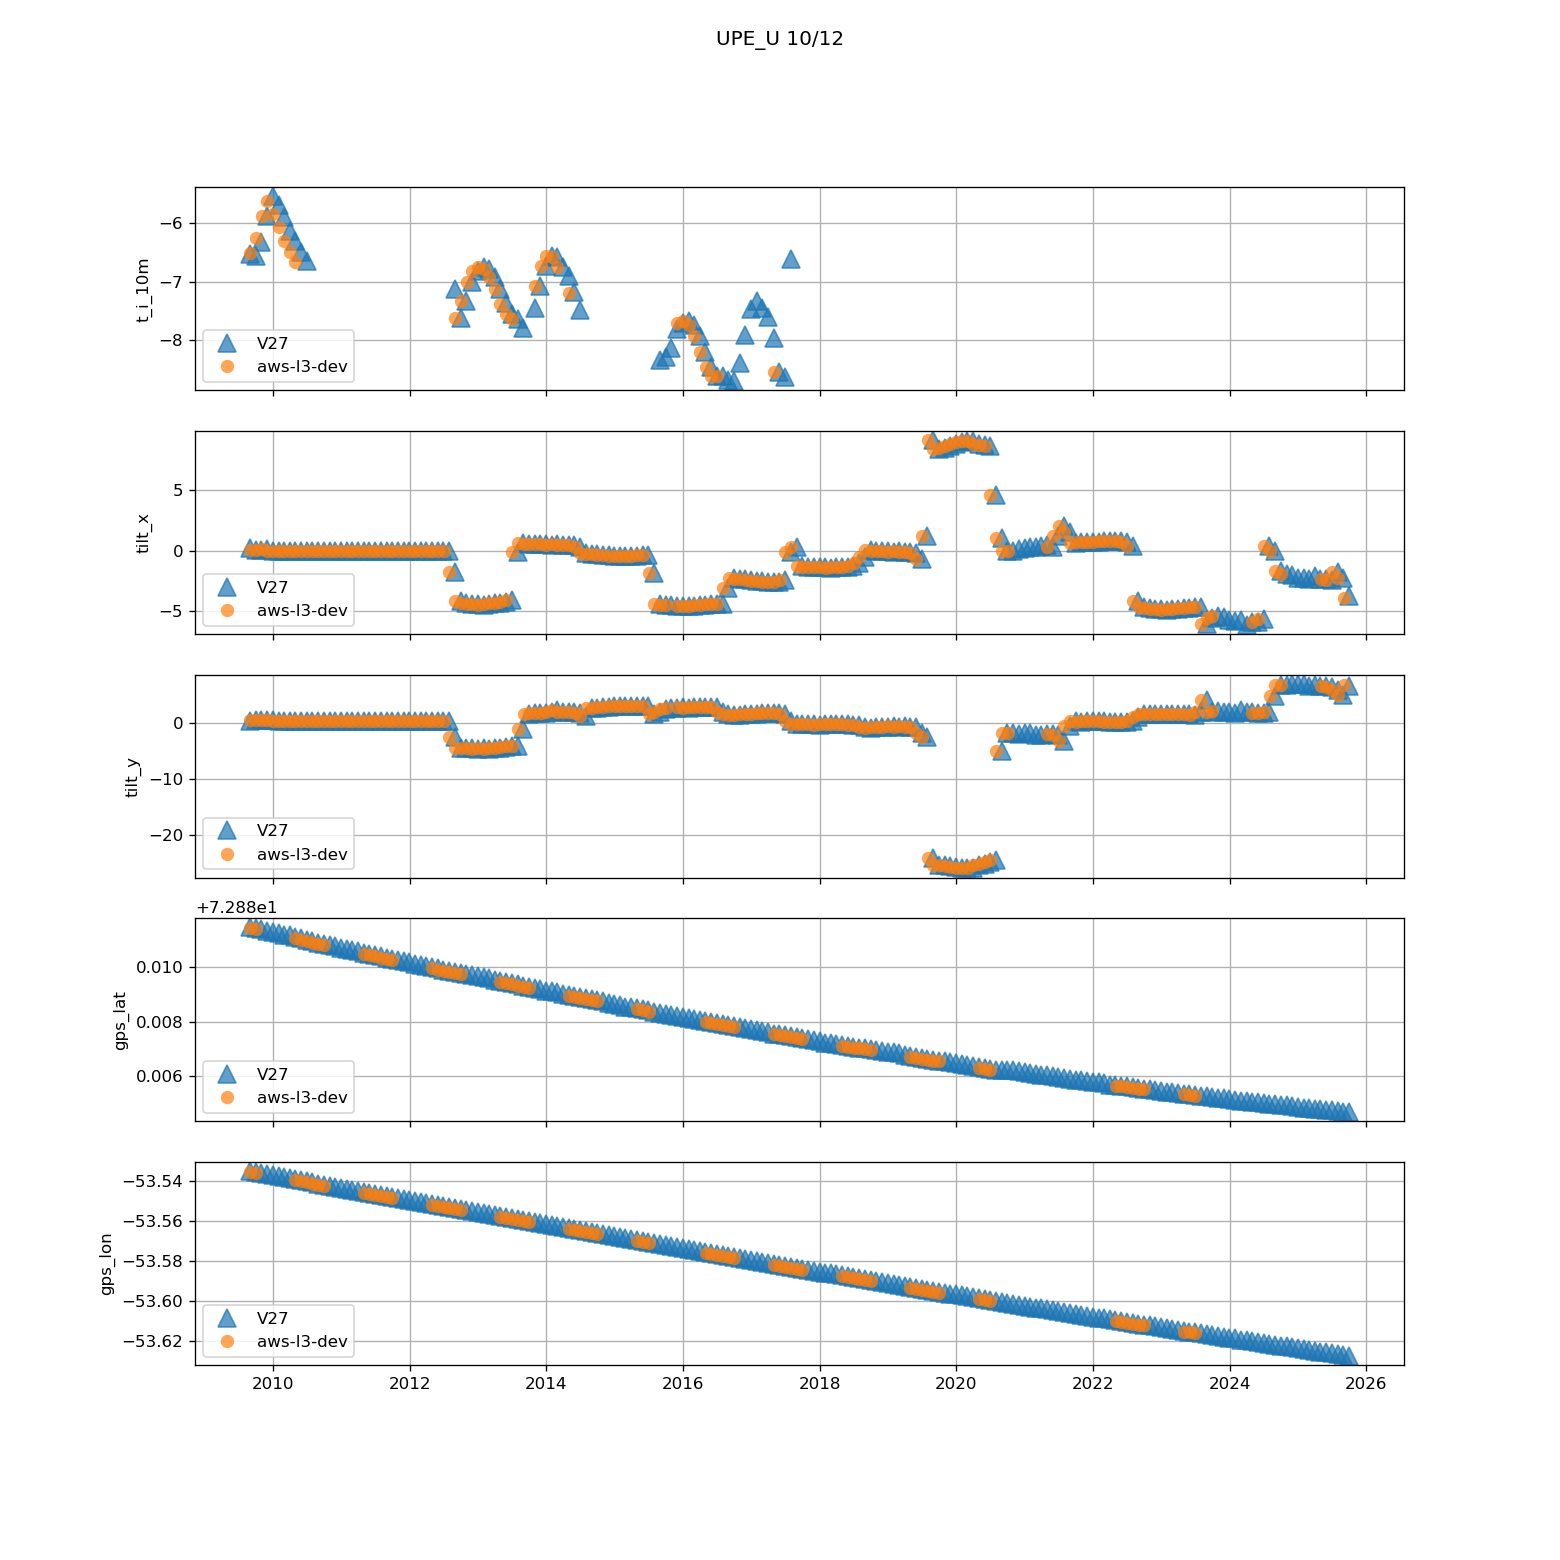 UPE_U 10/12
−6
−7
−8
t_i_10m
V27
aws-l3-dev
5
0
−5
tilt_x
V27
aws-l3-dev
0
−10
−20
tilt_y
V27
aws-l3-dev
+7.288e1
0.010
0.008
0.006
gps_lat
V27
aws-l3-dev
−53.54
−53.56
−53.58
−53.60
−53.62
gps_lon
V27
aws-l3-dev
2010 2012 2014 2016 2018 2020 2022 2024 2026